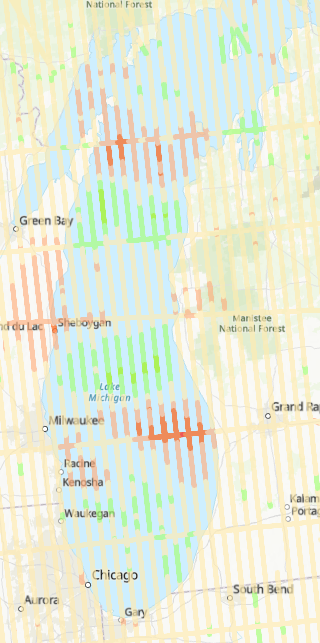 National Forest
Green Bay
nd du Lac
Sheboygan
Manistee
National Forest
Lake
Michigan
Grand Ra
Milwaukee
Racine
Kenosha
Kalam
Portag
Waukegan
Chicago
Aurora
South Bend
Gary